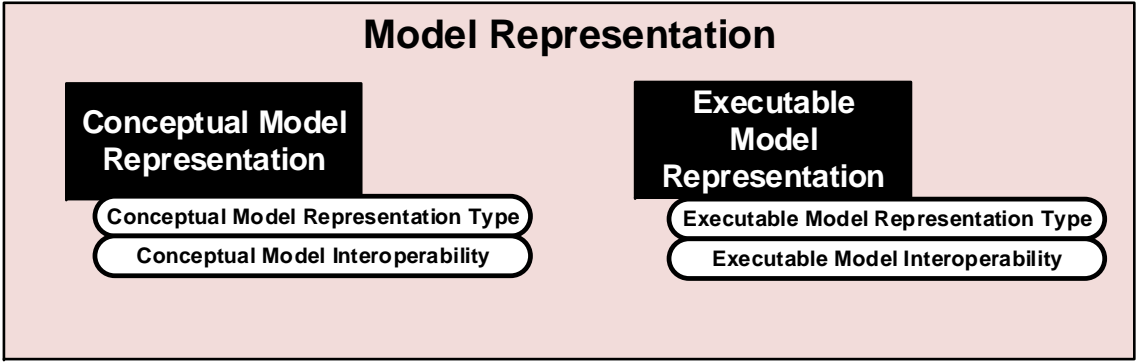 Model Representation
Conceptual Model
Representation
Conceptual Model Representation Type
Conceptual Model Interoperability
Executable
Model
Representation
Executable Model Representation Type
Executable Model Interoperability